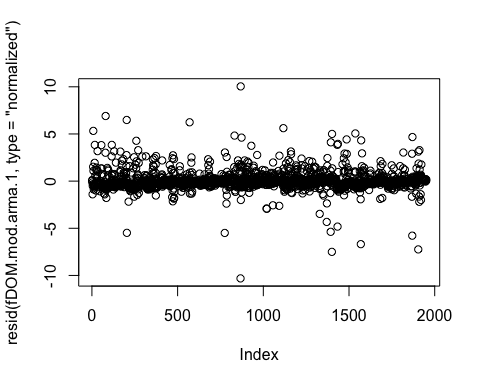 resid(fDOM.mod.arma.1, type = "normalized")
10
5
0
-5
-10
0 500 1000 1500 2000
Index